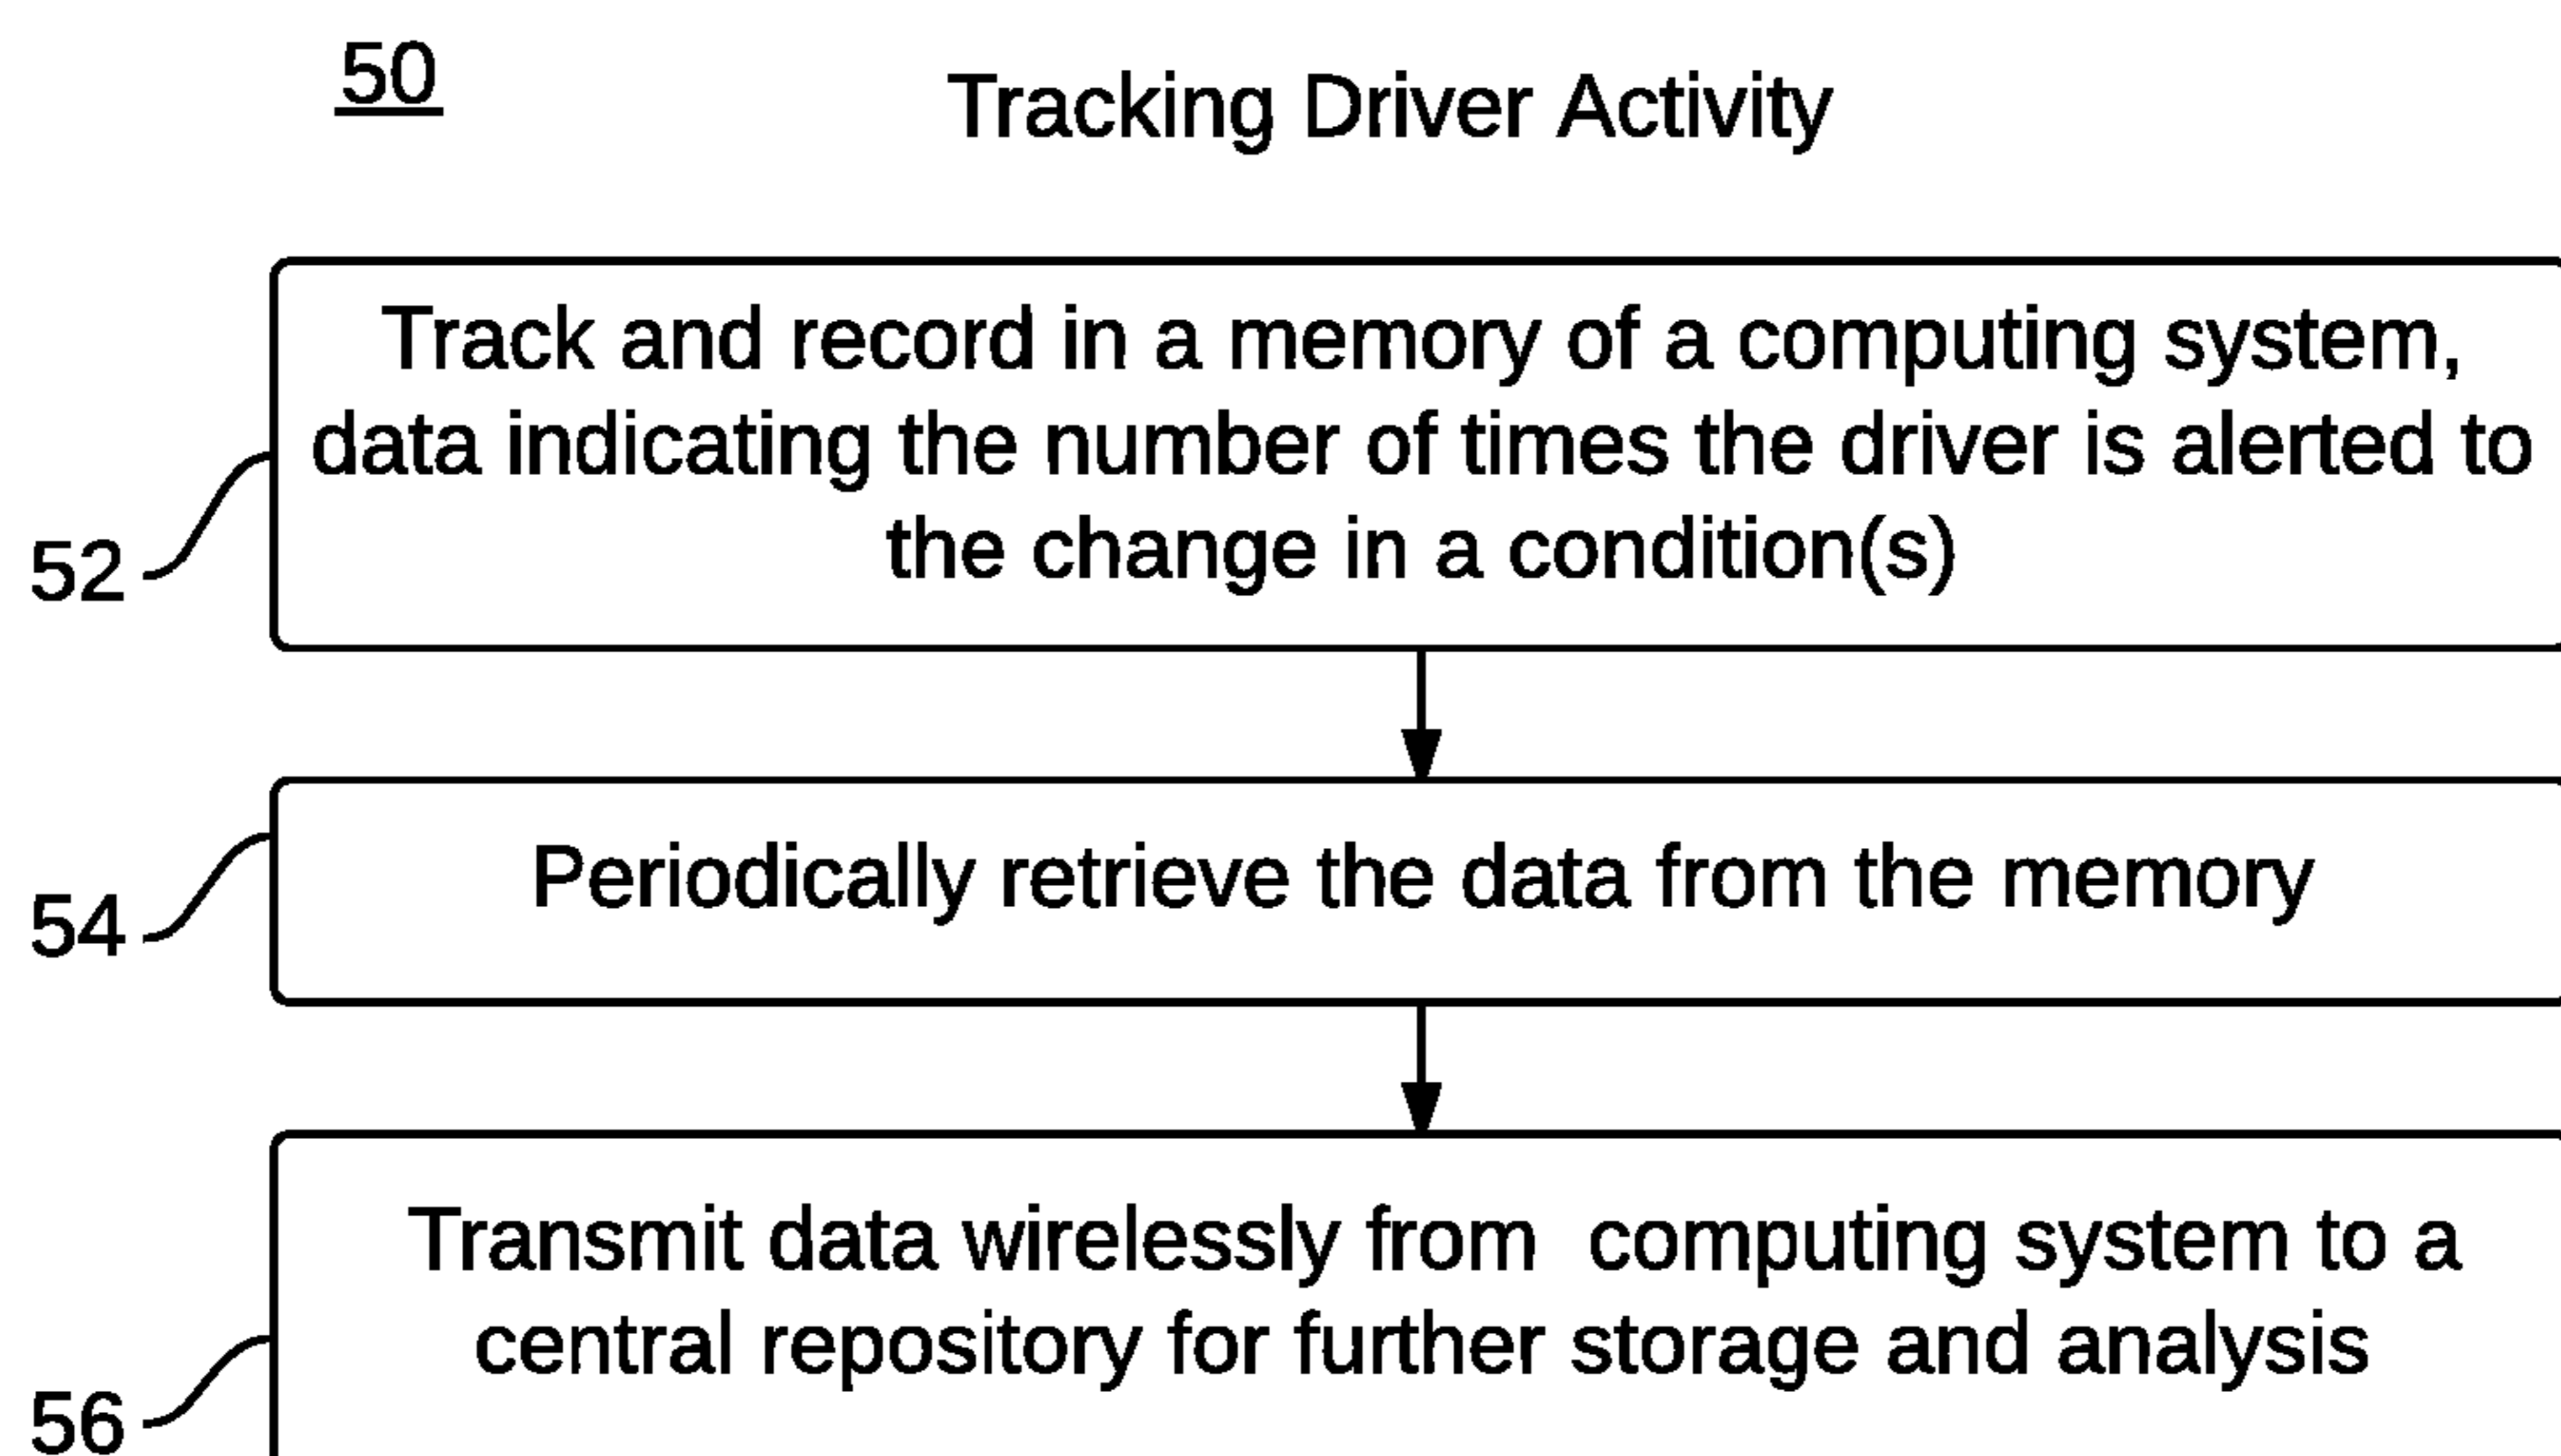 50
Tracking Driver Activity
Track and record in a memory of a computing system,
data indicating the number of times the driver is alerted to
the change in a condition(s)
52
Periodically retrieve the data from the memory
54
Transmit data wirelessly from  computing system to a
central repository for further storage and analysis
56